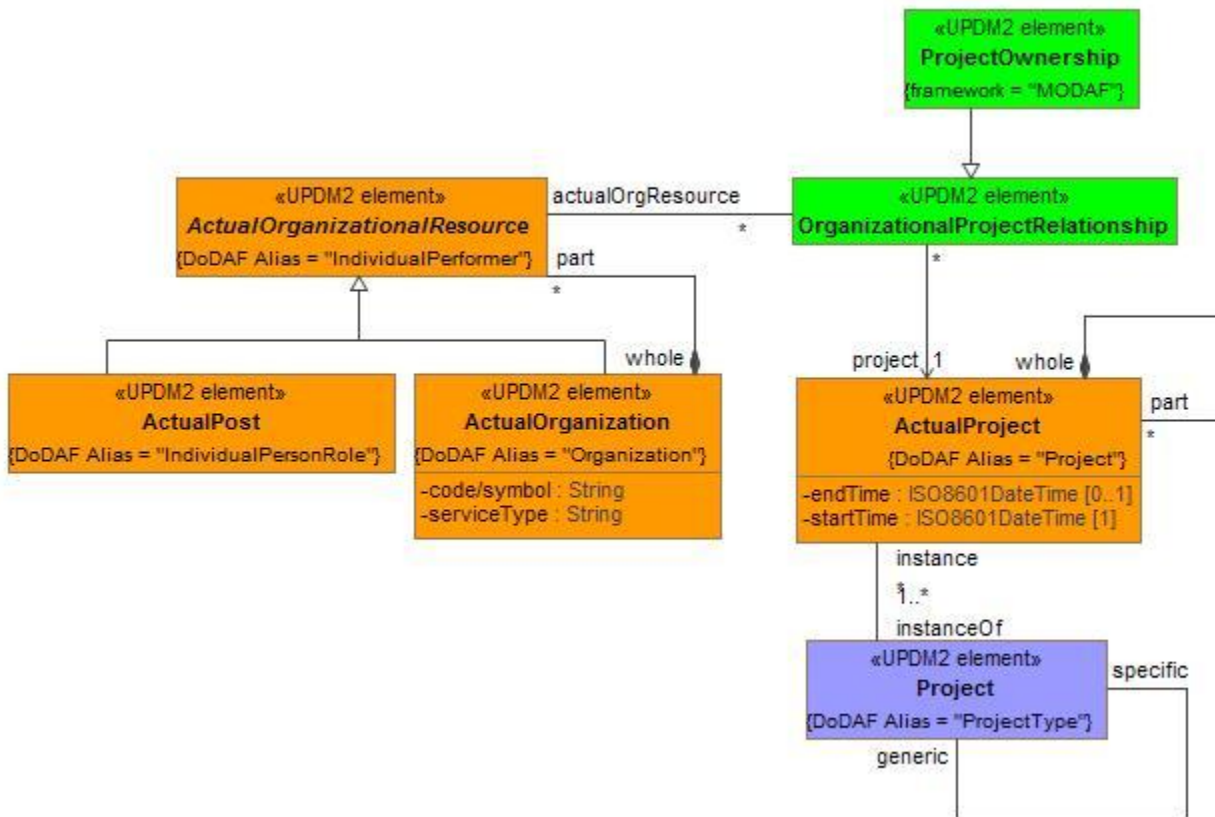 «UPDM2 element»
ProjectOwnership
{framework = "MODAF"}
«UPDM2 element»
ActualOrganizationalResource
{DoDAF Alias = "IndividualPerformer"}
actualOrgResource
*
«UPDM2 element»
OrganizationalProjectRelationship
part
*
whole
*
project
1
whole
part
*
«UPDM2 element»
ActualPost
{DoDAF Alias = "IndividualPersonRole"}
«UPDM2 element»
ActualOrganization
{DoDAF Alias = "Organization"}
-code/symbol : String
-serviceType : String
«UPDM2 element»
ActualProject
{DoDAF Alias = "Project"}
-endTime : ISO8601DateTime [0..1]
-startTime : ISO8601DateTime [1]
instance
*
1..*
instanceOf
«UPDM2 element»
Project
{DoDAF Alias = "ProjectType"}
specific
generic